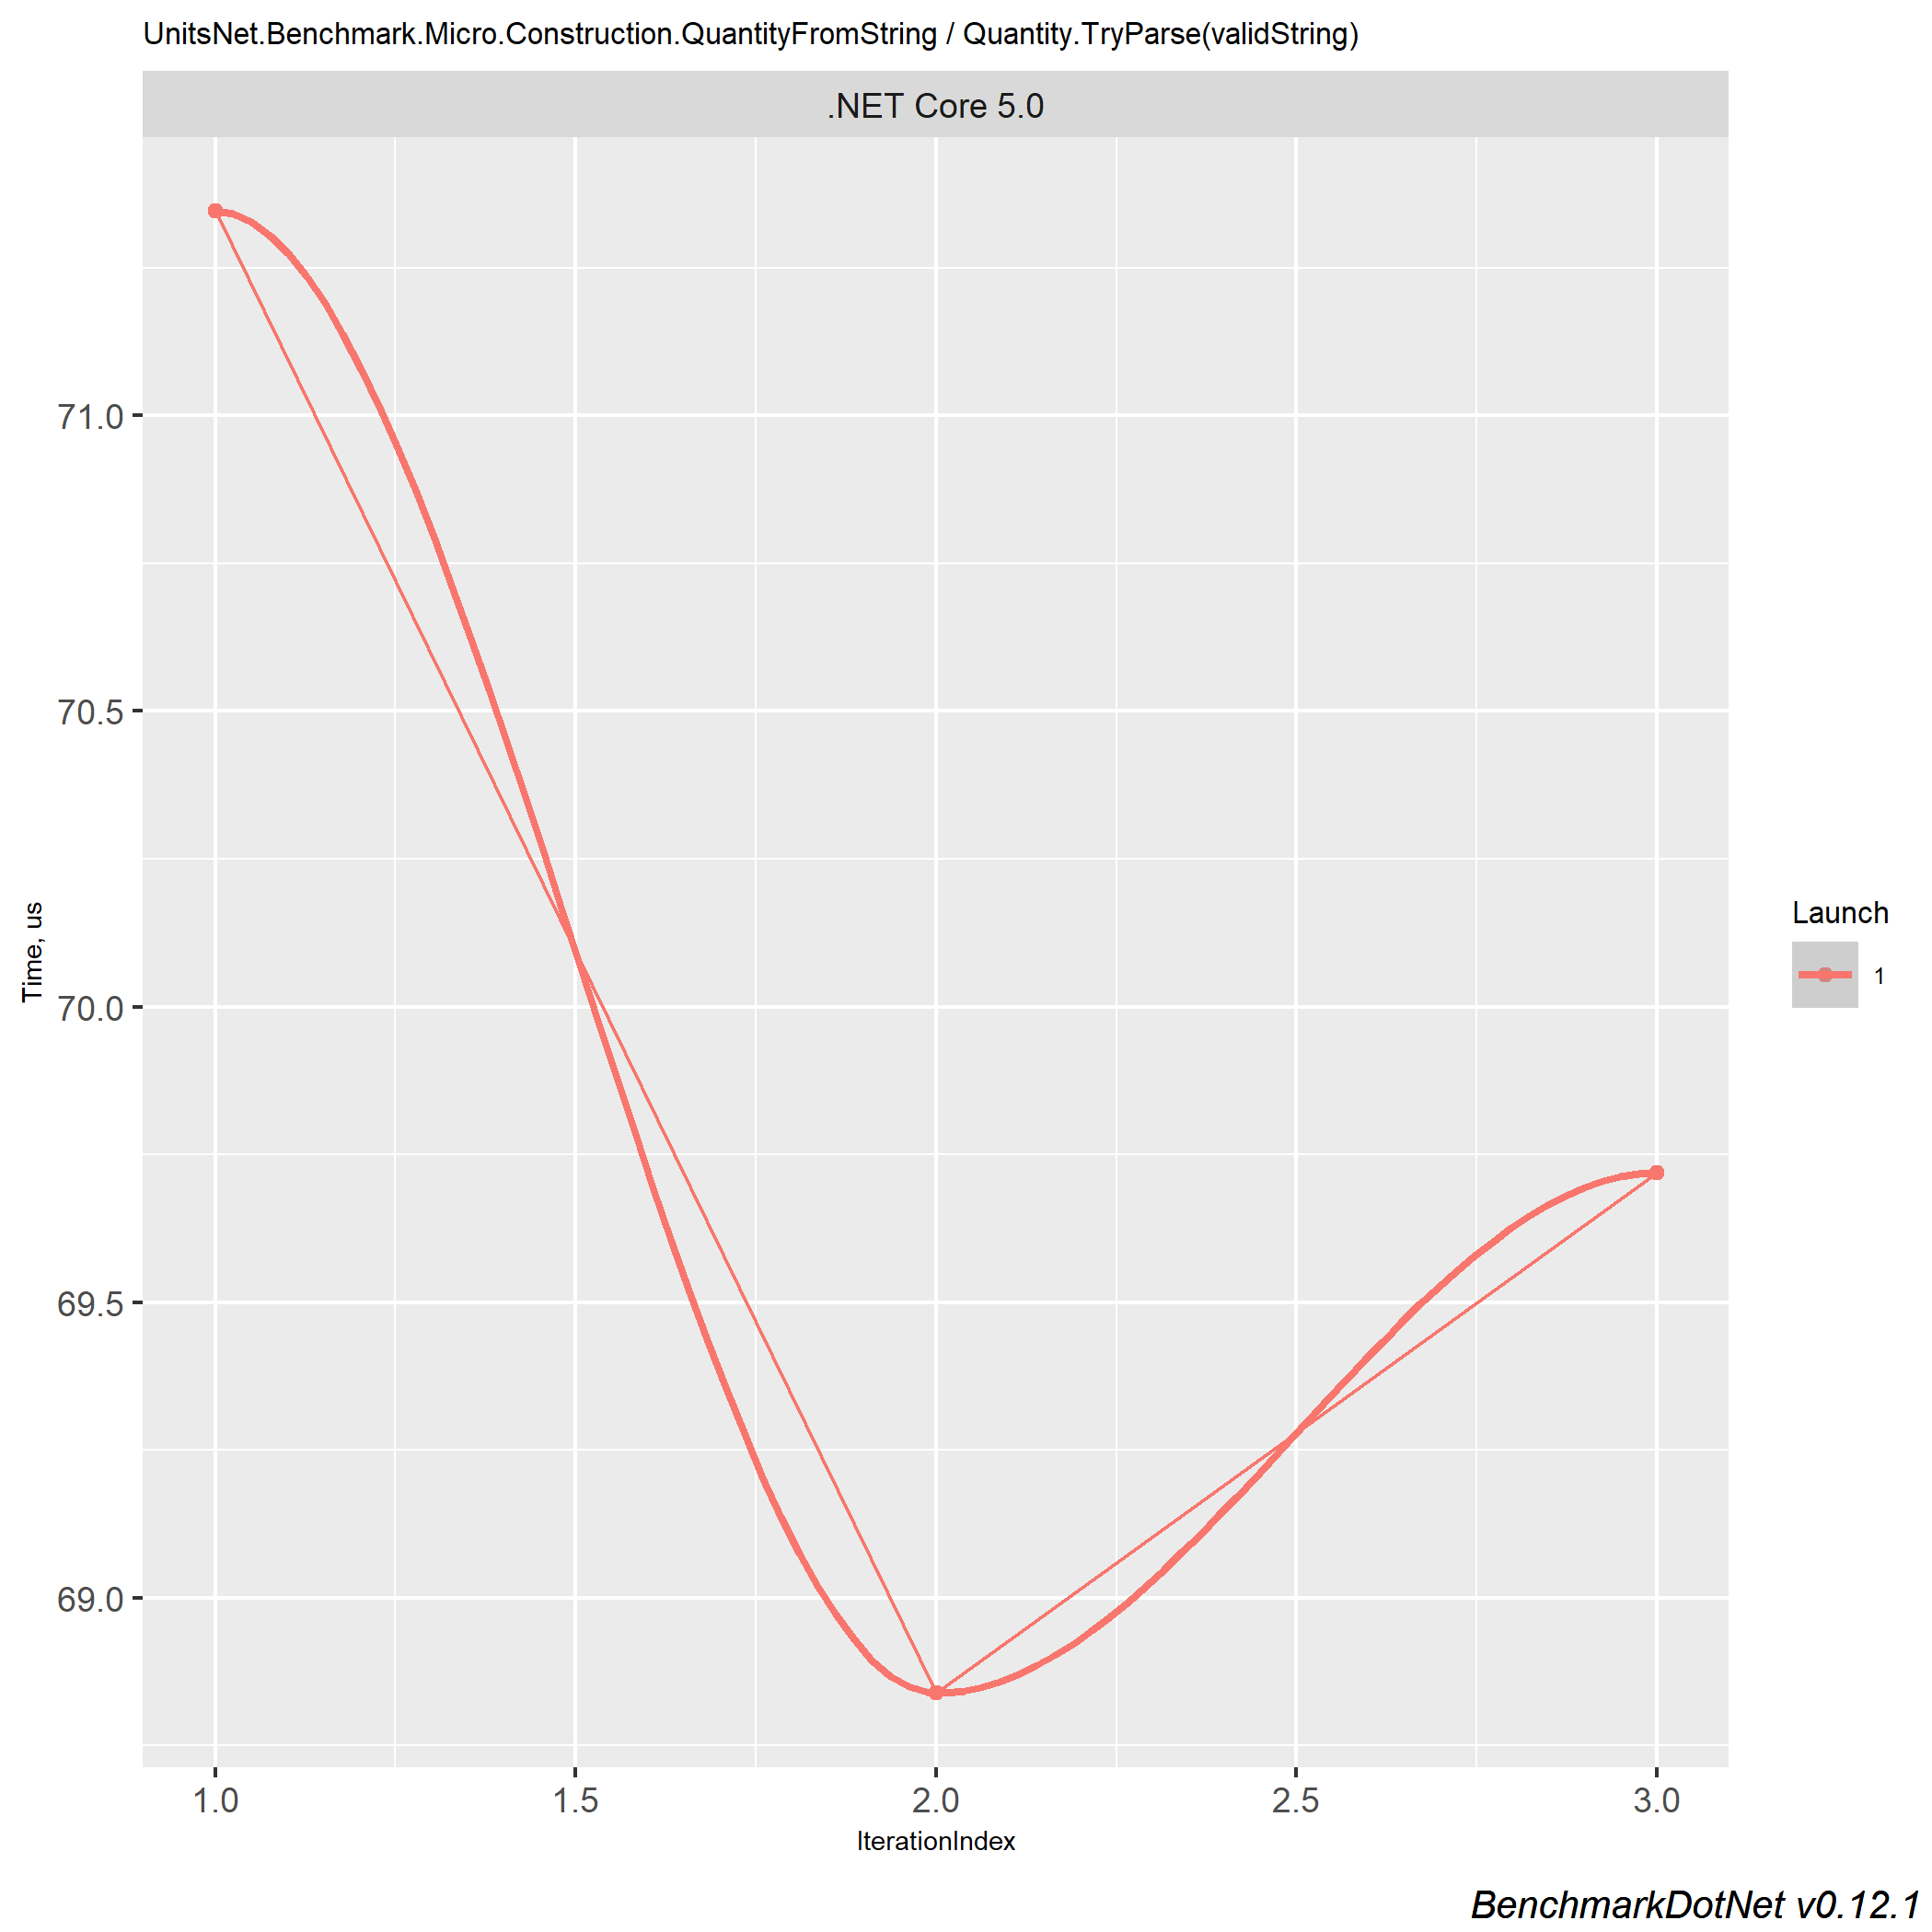 UnitsNet.Benchmark.Micro.Construction.QuantityFromString / Quantity.TryParse(validString)
.NET Core 5.0
71.0
70.5
70.0
69.5
69.0
Time, us
1.0 1.5 2.0 2.5 3.0
IterationIndex
Launch
1
BenchmarkDotNet v0.12.1